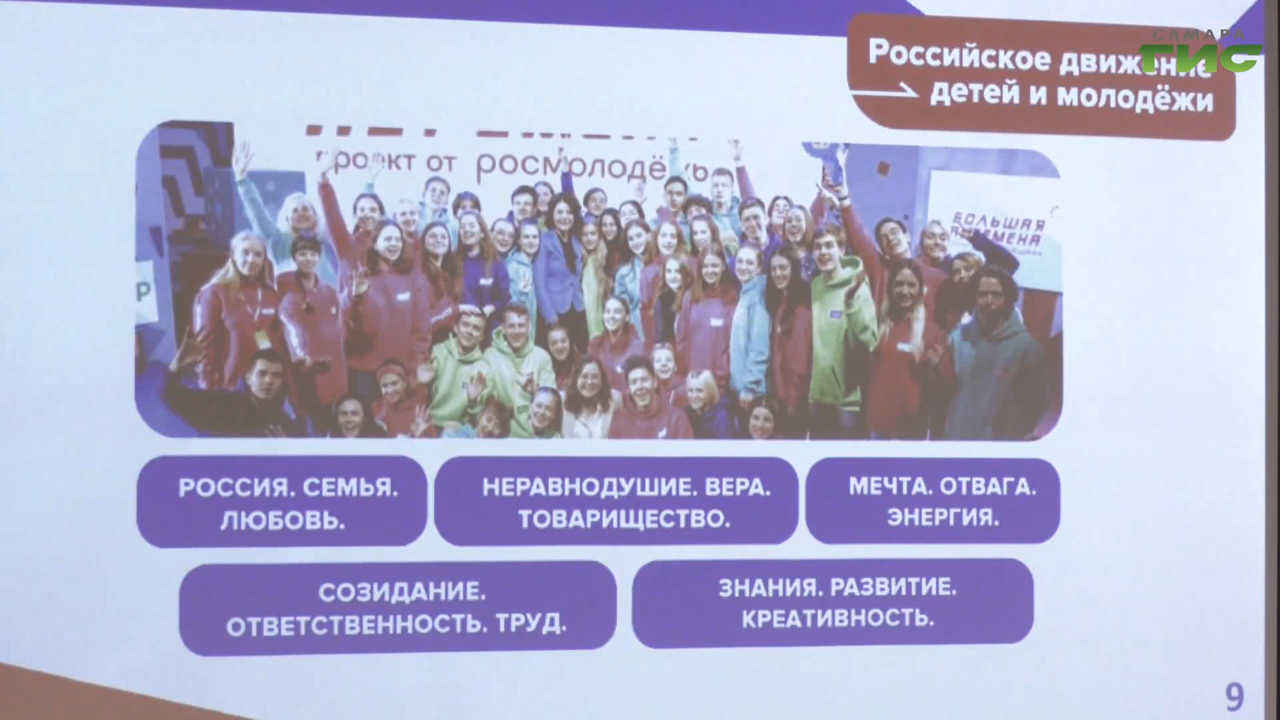 САМАРА
ГИС
Российское движение
детей и молодёжи
проект от росмолодёжь
БОЛЬШАЯ
ПЕРЕМЕНА
РОССИЯ. СЕМЬЯ.
ЛЮБОВЬ.
НЕРАВНОДУШИЕ. ВЕРА.
ТОВАРИЩЕСТВО.
МЕЧТА. ОТВАГА.
ЭНЕРГИЯ.
СОЗИДАНИЕ.
ОТВЕТСТВЕННОСТЬ. ТРУД.
ЗНАНИЯ. РАЗВИТИЕ.
КРЕАТИВНОСТЬ.
9